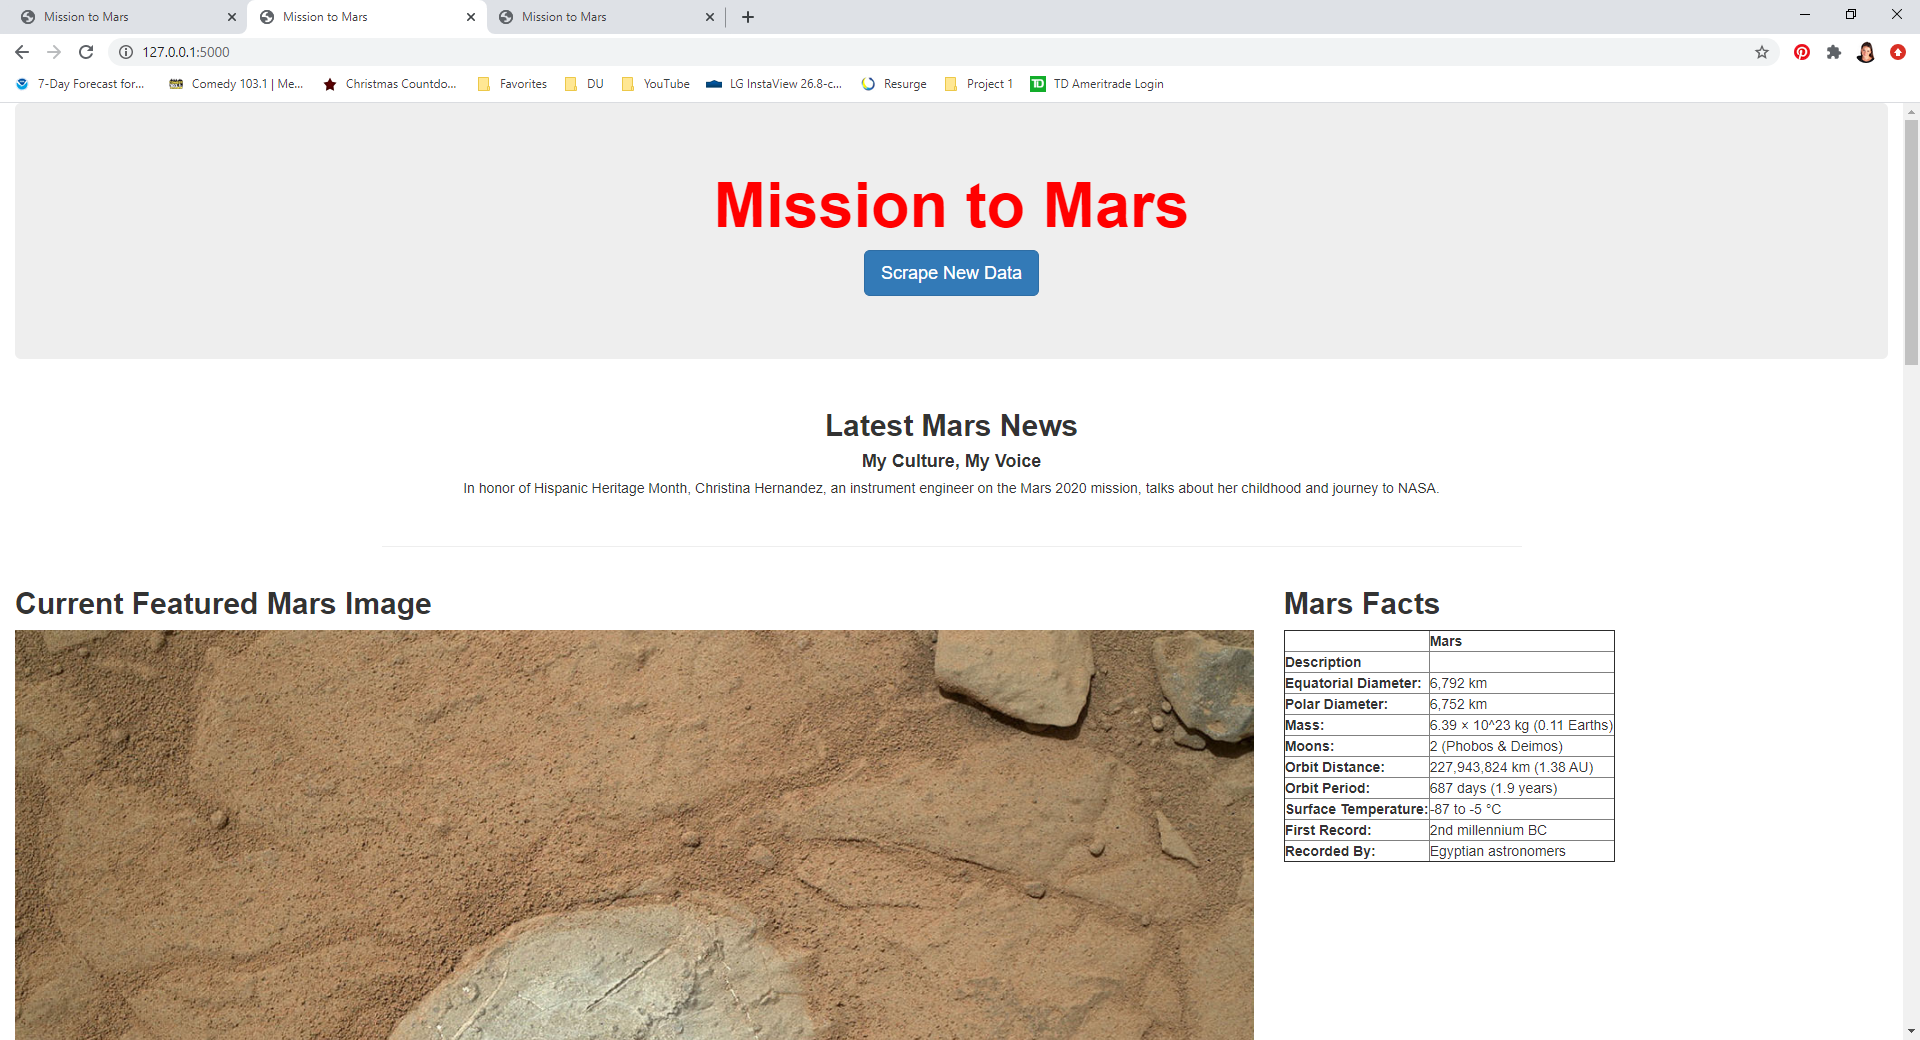 Mission to Mars
Mission to Mars
Mission to Mars
127.0.0.1:5000
7-Day Forecast for...
Comedy 103.1 | Me...
Christmas Countdo...
Favorites
DU
YouTube
LG InstaView 26.8-c...
Resurge
Project 1
TD Ameritrade Login
Mission to Mars
Scrape New Data
Latest Mars News
My Culture, My Voice
In honor of Hispanic Heritage Month, Christina Hernandez, an instrument engineer on the Mars 2020 mission, talks about her childhood and journey to NASA.
Current Featured Mars Image
Mars Facts
Mars
Description
Equatorial Diameter: 6,792 km
Polar Diameter: 6,752 km
Mass: 6.39 × 10^23 kg (0.11 Earths)
Moons: 2 (Phobos & Deimos)
Orbit Distance: 227,943,824 km (1.38 AU)
Orbit Period: 687 days (1.9 years)
Surface Temperature: -87 to -5 °C
First Record: 2nd millennium BC
Recorded By: Egyptian astronomers